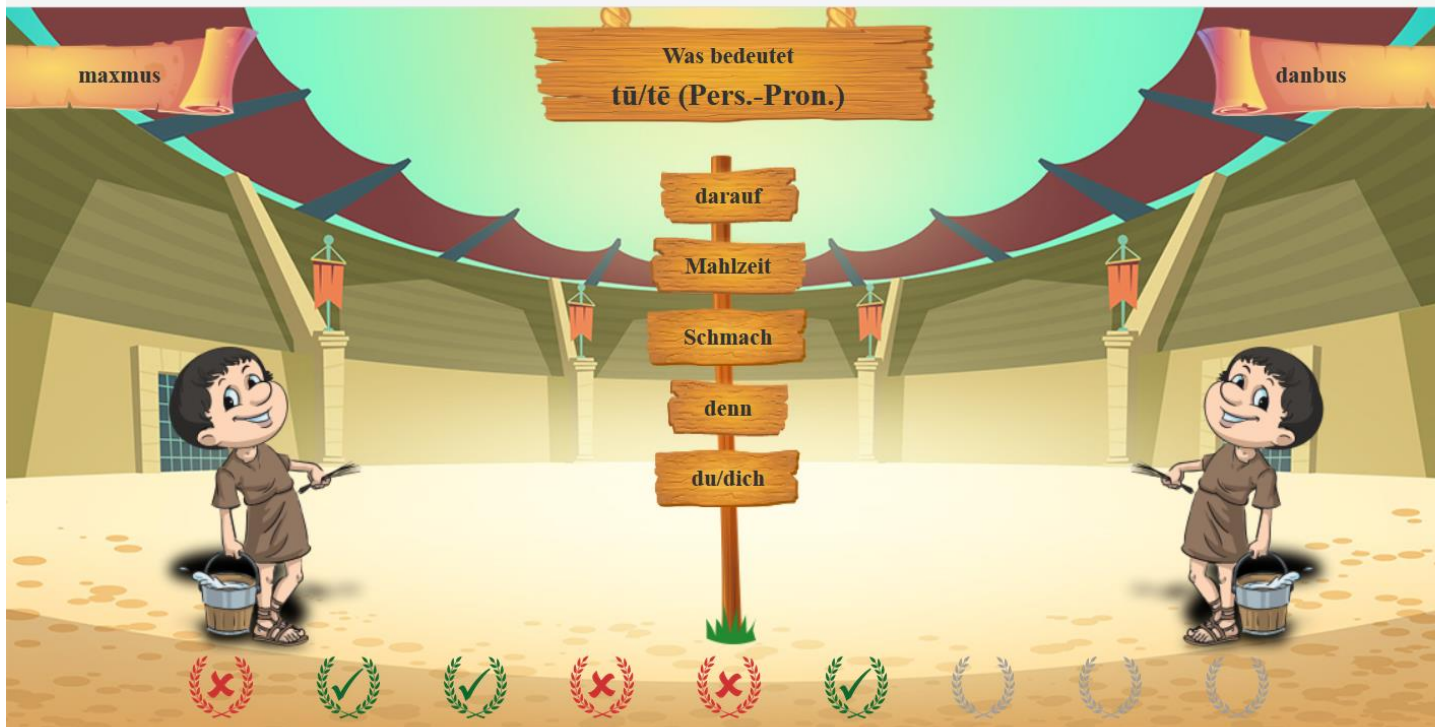 maxmus
Was bedeutet
tū/tē (Pers.-Pron.)
danbus
darauf
Mahlzeit
Schmach
denn
du/dich